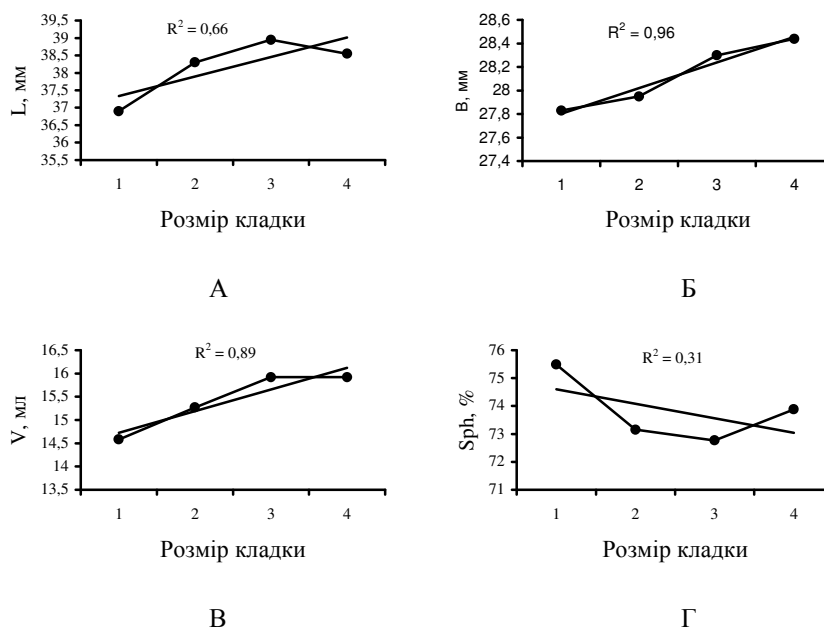 R² = 0,66
39,5
39
38,5
38
37,5
37
36,5
36
35,5
L, мм
1 2 3 4
Розмір кладки
А
R² = 0,96
28,6
28,4
28,2
28
27,8
27,6
27,4
В, мм
1 2 3 4
Розмір кладки
Б
R² = 0,89
16,5
16
15,5
15
14,5
14
13,5
V, мл
1 2 3 4
Розмір кладки
В
R² = 0,31
76
75
74
73
72
71
Sph, %
1 2 3 4
Розмір кладки
Г